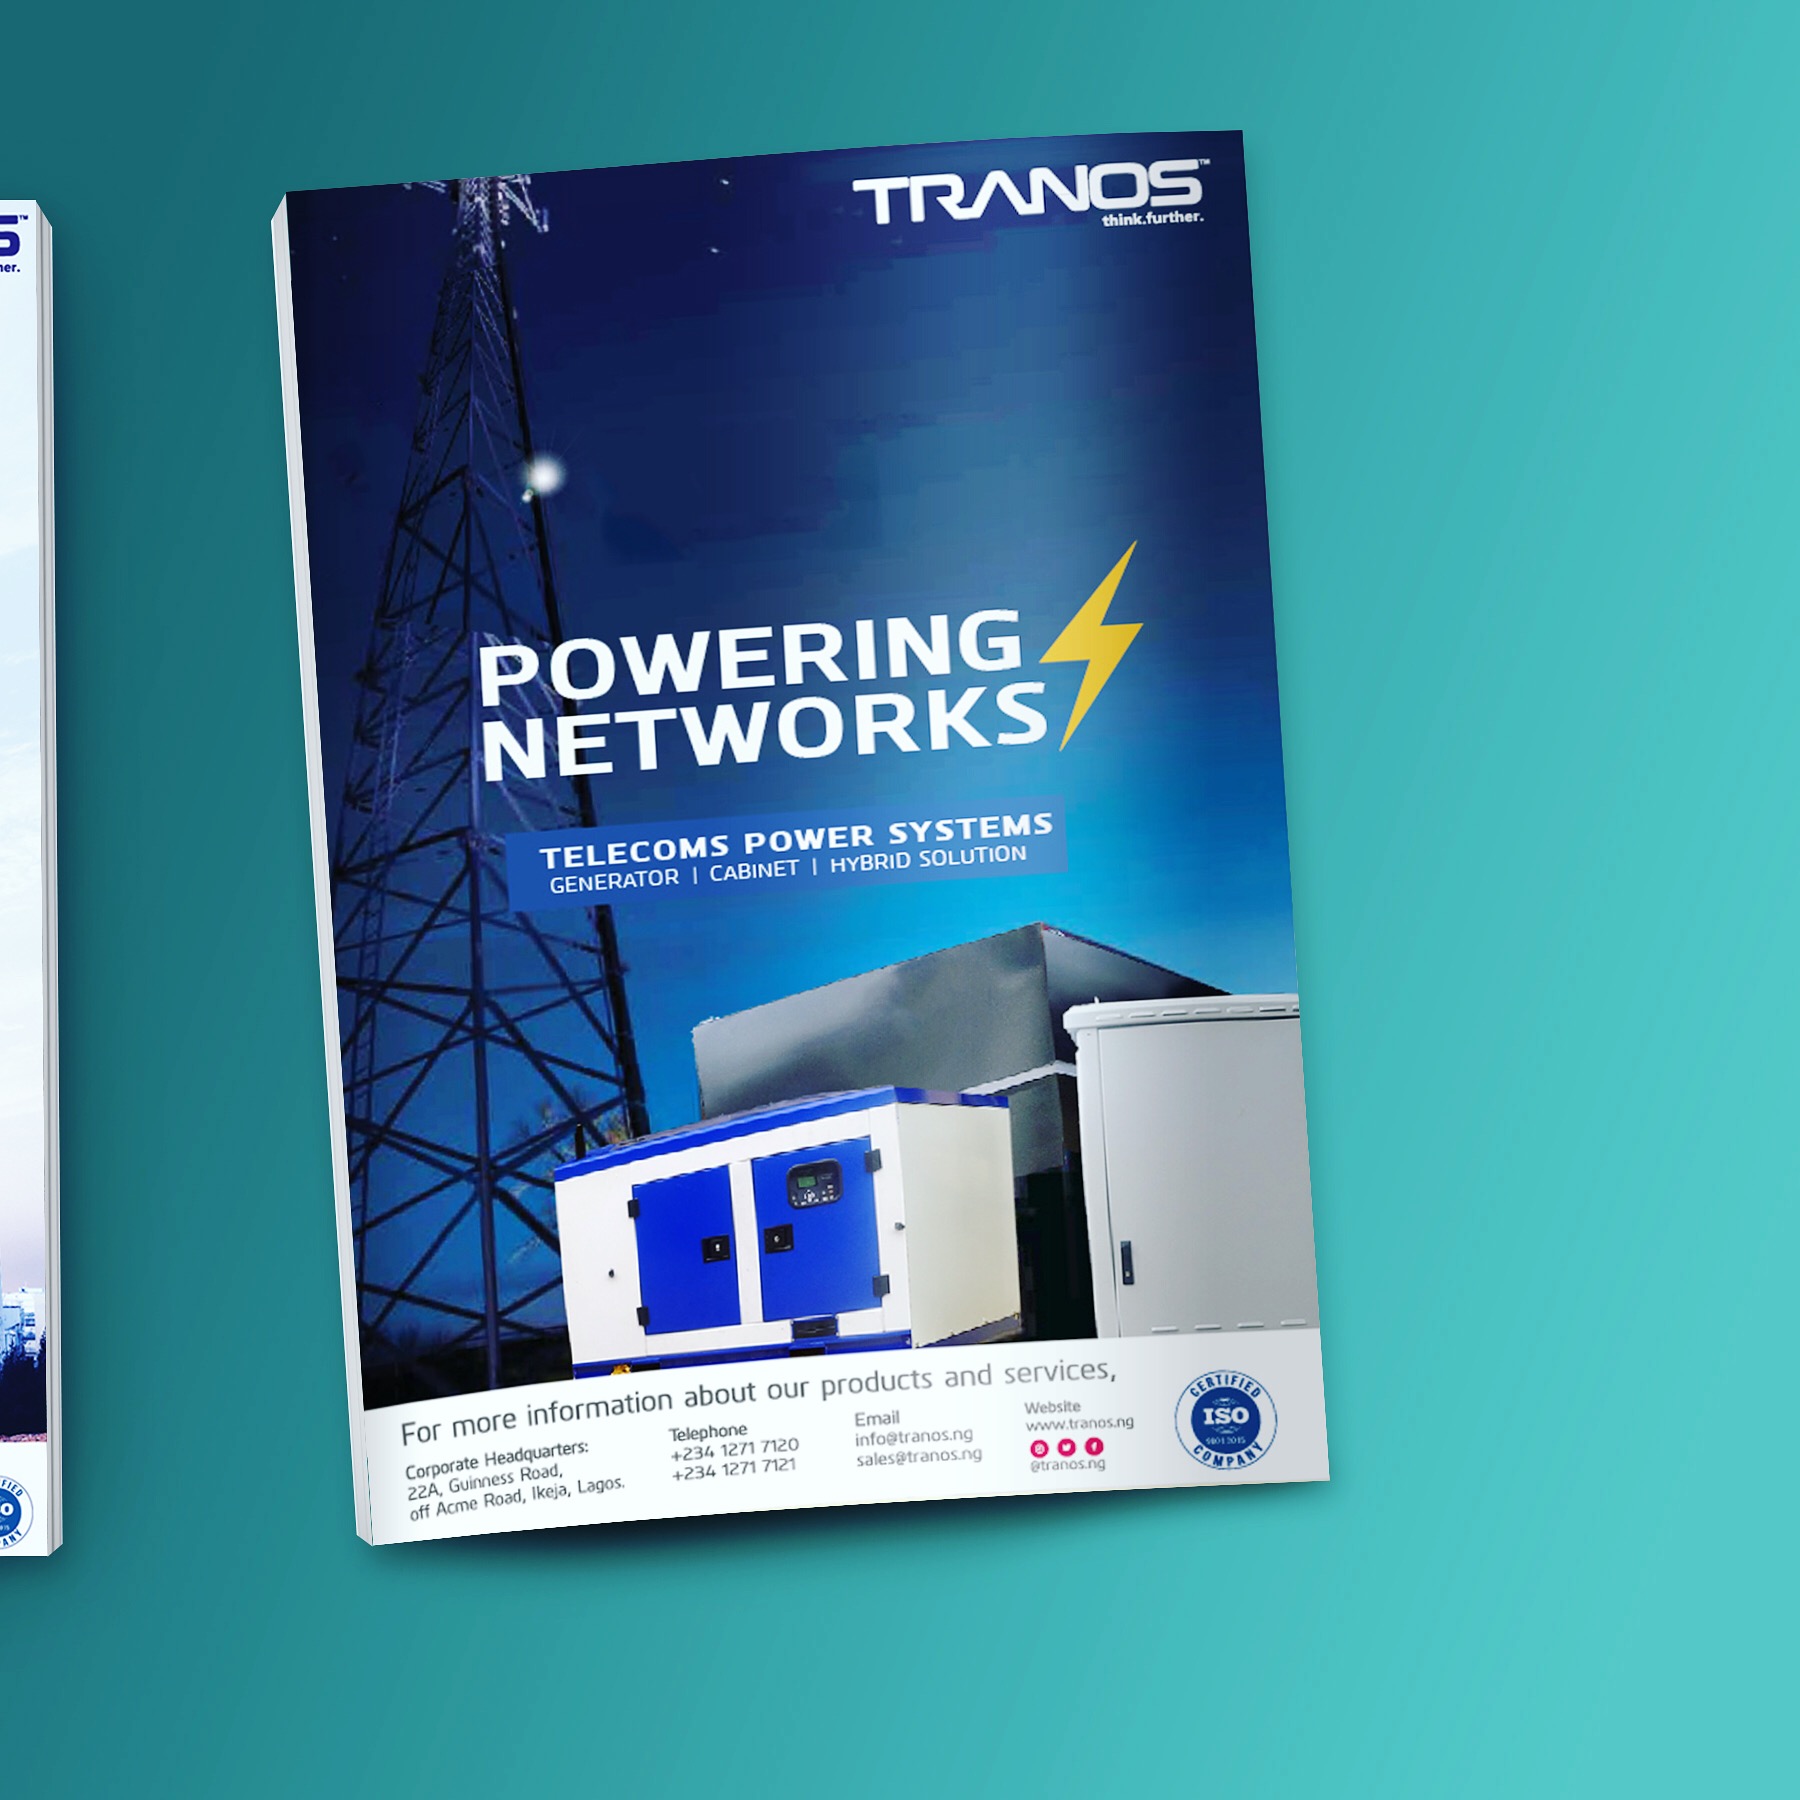 TRANOS™
think.further.
POWERING
NETWORKS
TELECOMS POWER SYSTEMS
GENERATOR | CABINET | HYBRID SOLUTION
For more information about our products and services,
Corporate Headquarters:
22A, Guinness Road,
off Acme Road, Ikeja, Lagos.
Telephone
+234 1271 7120
+234 1271 7121
Email
info@tranos.ng
sales@tranos.ng
Website
www.tranos.ng
@tranos.ng
CERTIFIED
ISO
9001:2015
COMPANY
S™
her.